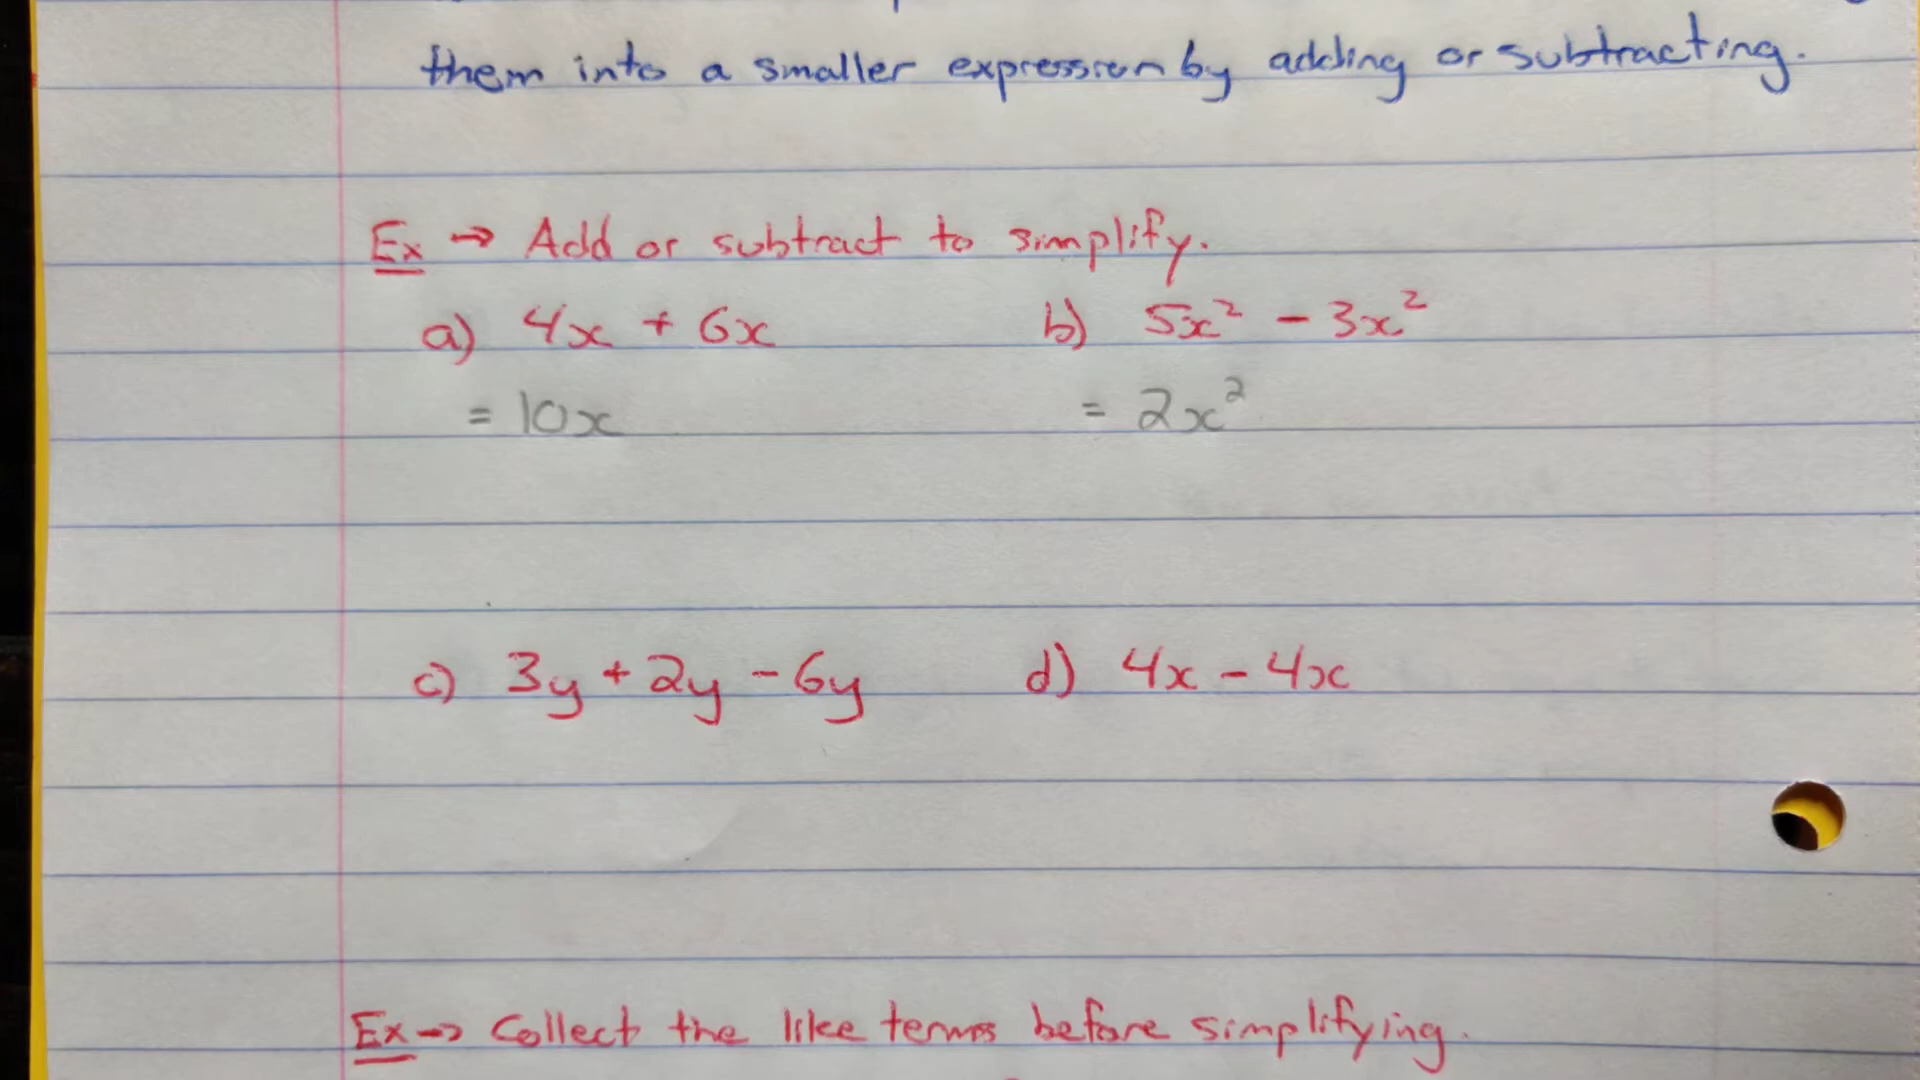 them into a smaller expression by adding or subtracting.
Ex → Add or subtract to simplify.
a) 4x + 6x b) 5x² - 3x²
= 10x = 2x²
c) 3y + 2y - 6y d) 4x - 4x
Ex → Collect the like terms before simplifying.